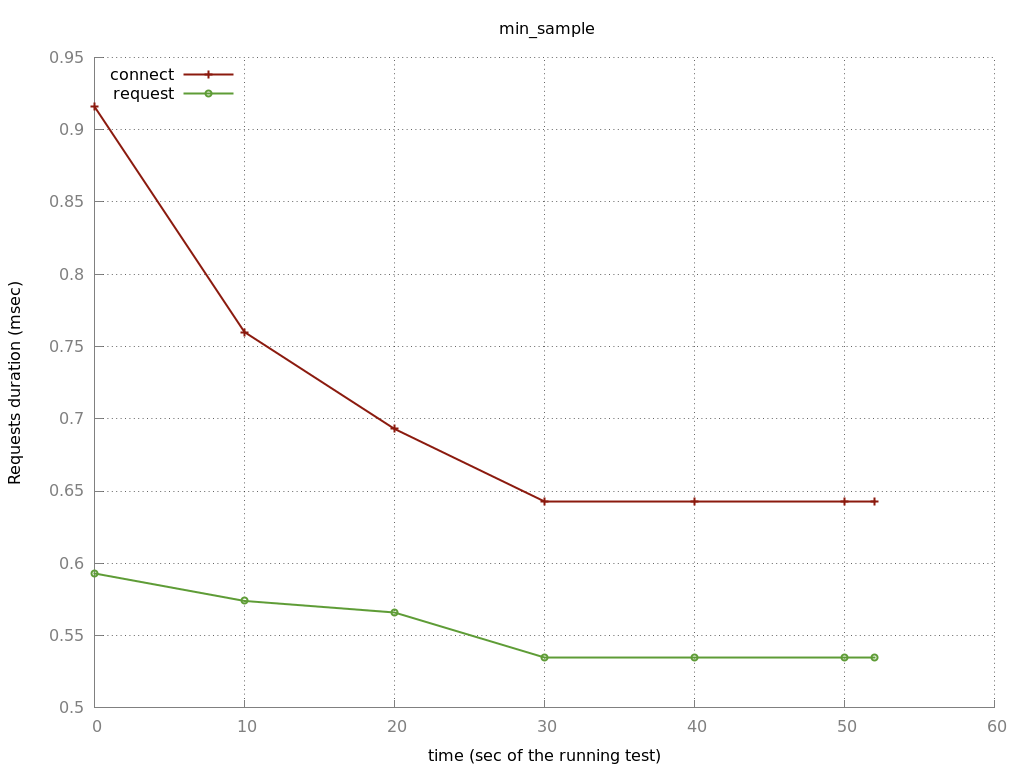 min_sample
connect
request
0.95
0.9
0.85
0.8
0.75
0.7
0.65
0.6
0.55
0.5
Requests duration (msec)
0 10 20 30 40 50 60
time (sec of the running test)